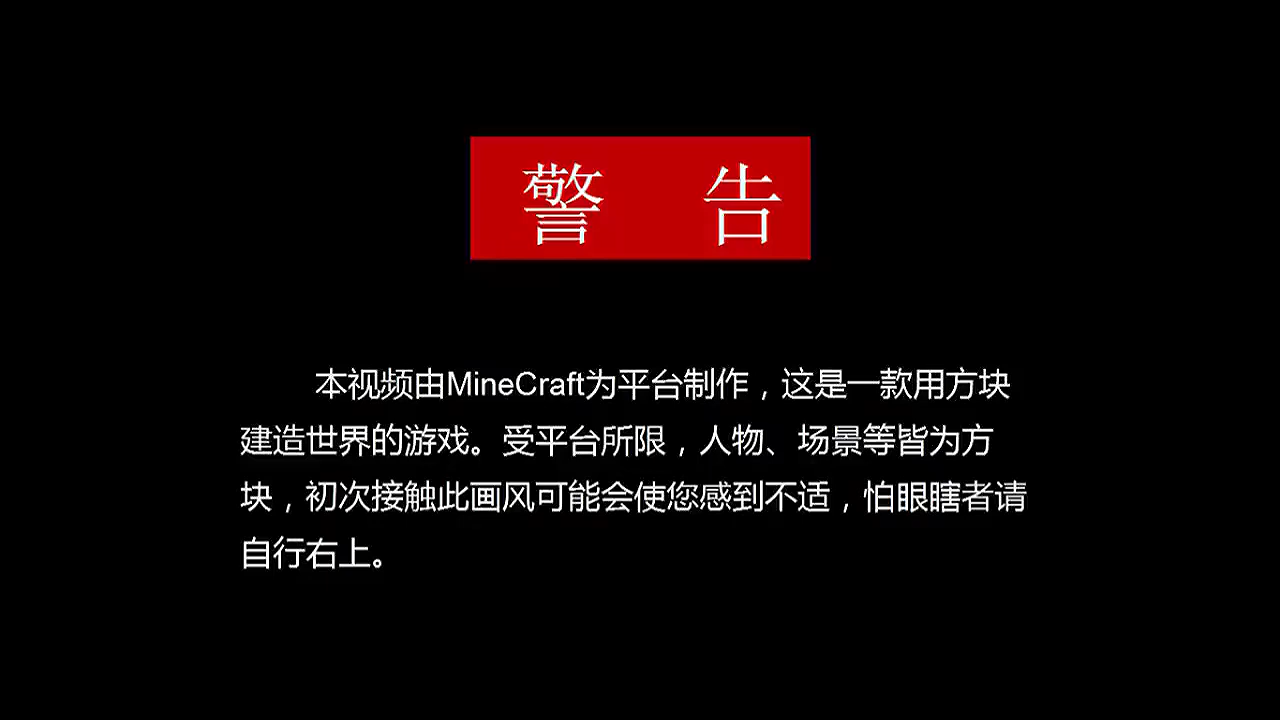 警 告
本视频由MineCraft为平台制作，这是一款用方块
建造世界的游戏。受平台所限，人物、场景等皆为方
块，初次接触此画风可能会使您感到不适，怕眼瞎者请
自行右上。